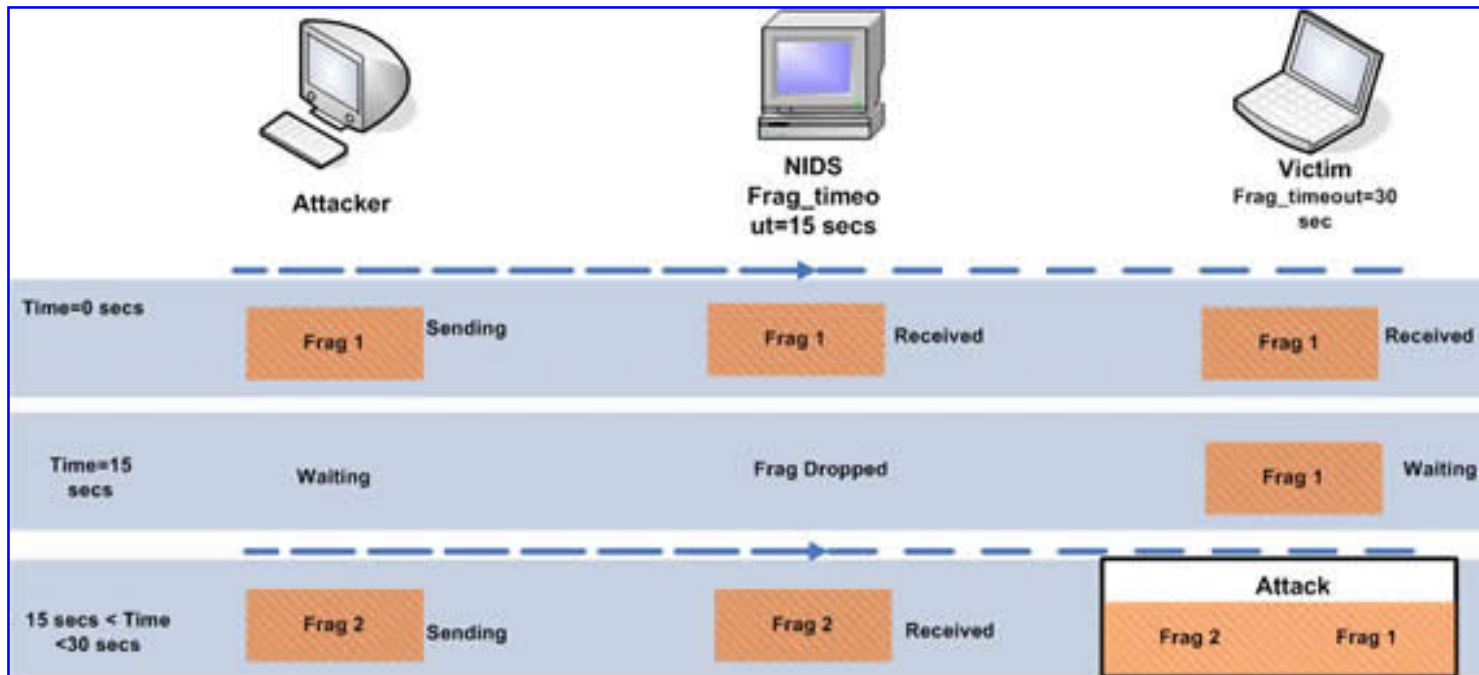 Attacker
NIDS
Frag_timeo
ut=15 secs
Victim
Frag_timeout=30
sec
Time=0 secs
Frag 1
Sending
Frag 1
Received
Frag 1
Received
Time=15
secs
Waiting
Frag Dropped
Frag 1
Waiting
15 secs < Time
<30 secs
Frag 2
Sending
Frag 2
Received
Attack
Frag 2
Frag 1